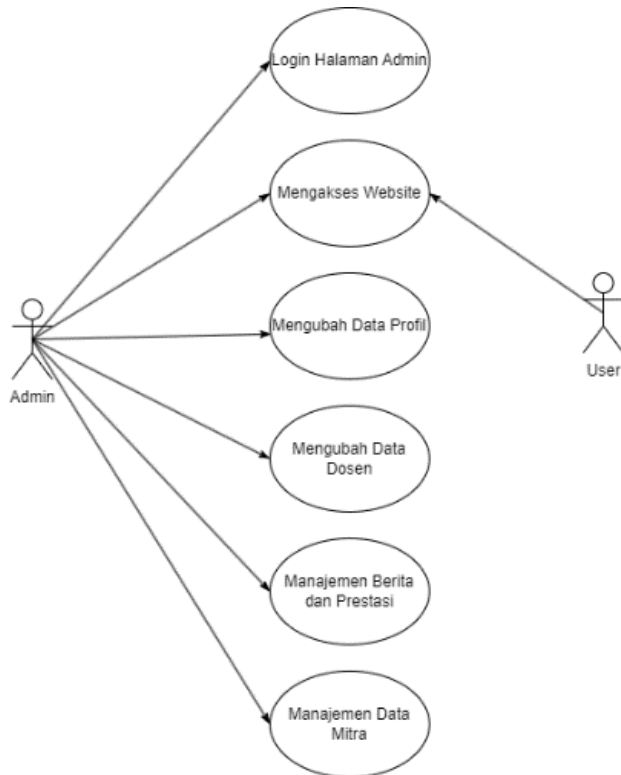 Login Halaman Admin
Mengakses Website
Mengubah Data Profil
Admin
User
Mengubah Data
Dosen
Manajemen Berita
dan Prestasi
Manajemen Data
Mitra